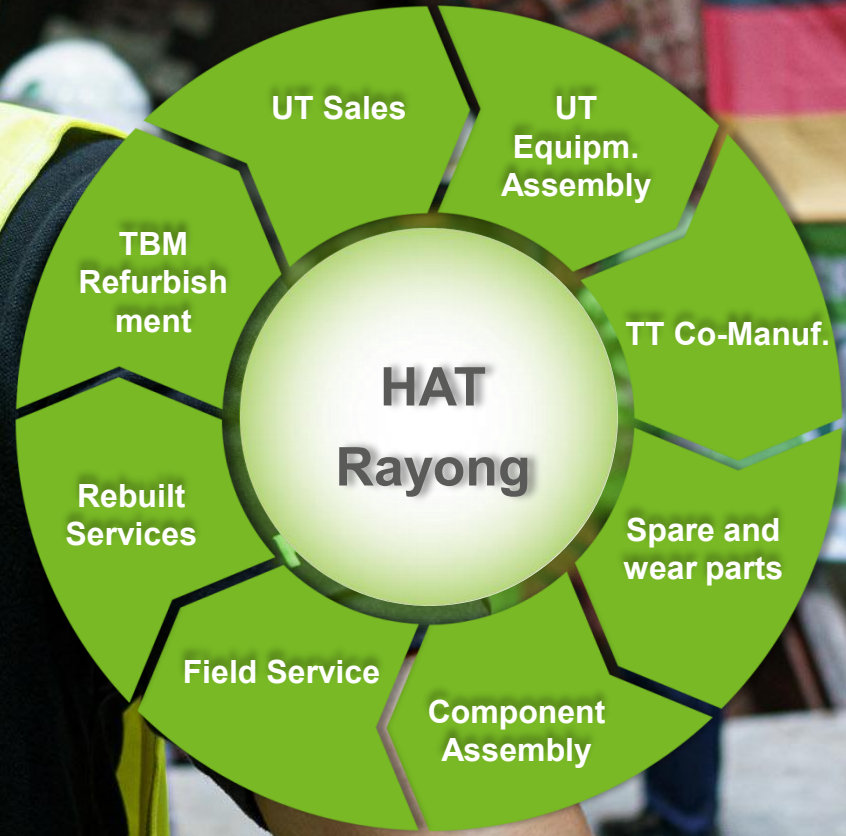 UT Sales
UT
Equipm.
Assembly
TT Co-Manuf.
Spare and
wear parts
Component
Assembly
Field Service
Rebuilt
Services
TBM
Refurbish
ment
HAT
Rayong